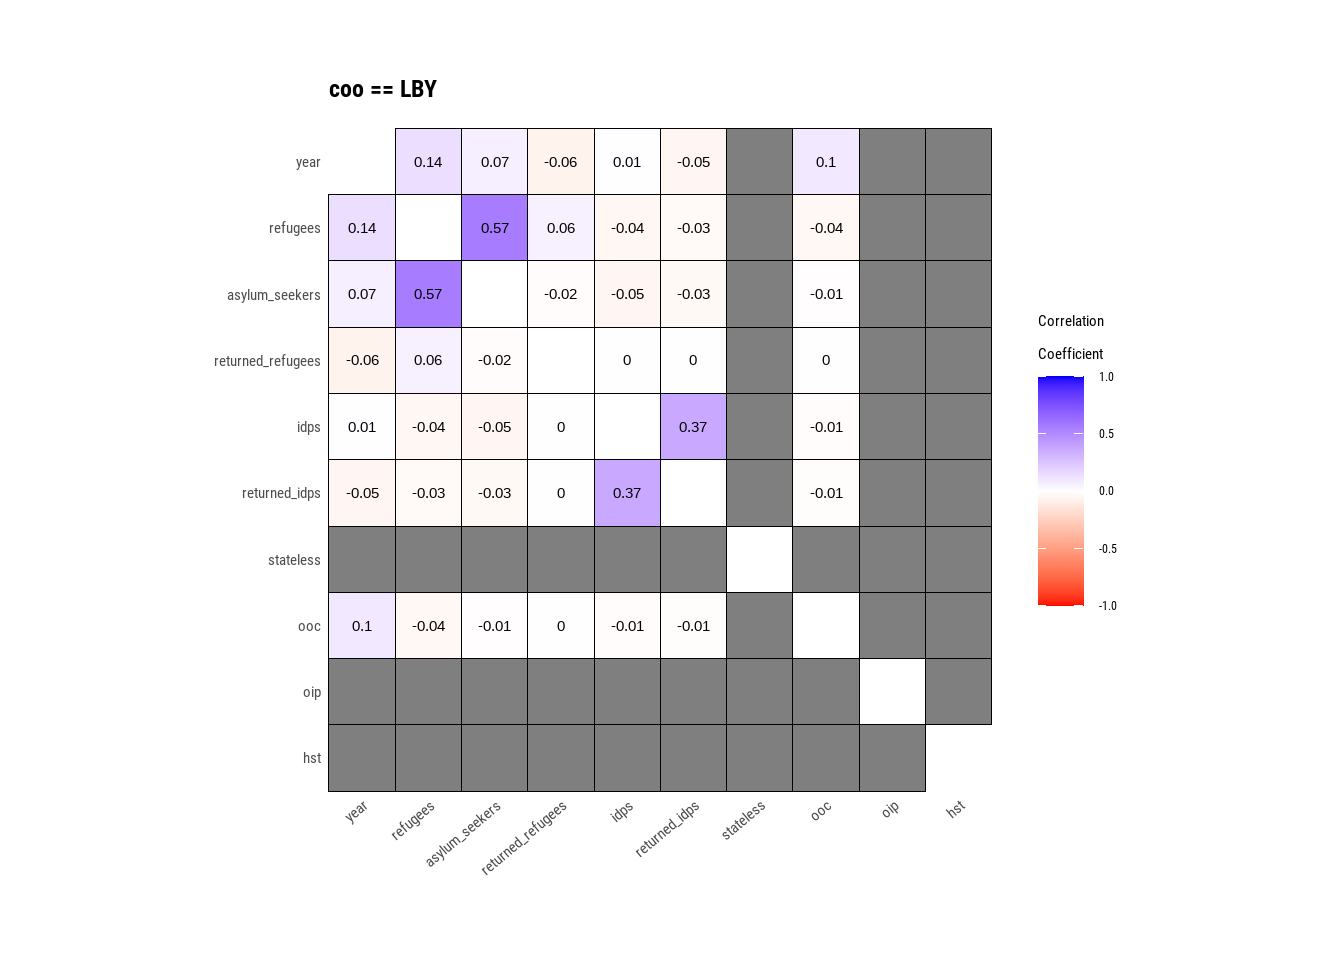 coo == LBY
year 0.14 0.07 -0.06 0.01 -0.05 0.1
refugees 0.14 0.57 0.06 -0.04 -0.03 -0.04
asylum_seekers 0.07 0.57 -0.02 -0.05 -0.03 -0.01
returned_refugees -0.06 0.06 -0.02 0 0 0
idps 0.01 -0.04 -0.05 0 0.37 -0.01
returned_idps -0.05 -0.03 -0.03 0 0.37 -0.01
stateless
ooc 0.1 -0.04 -0.01 0 -0.01 -0.01
oip
hst
year refugees asylum_seekers returned_refugees idps returned_idps stateless ooc oip hst
Correlation
Coefficient
1.0
0.5
0.0
-0.5
-1.0